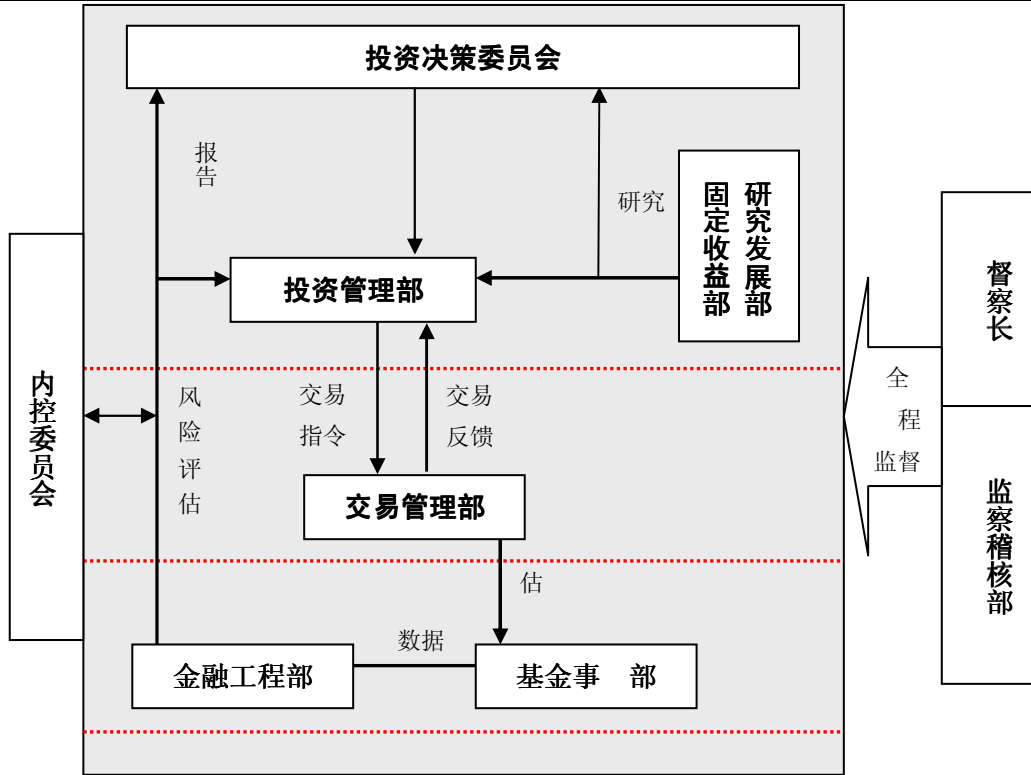 投资决策委员会
报告
研究
研究发展部
固定收益部
督察长
投资管理部
内控委员会
风险评估
交易
指令
交易
反馈
全
程
监督
交易管理部
监察稽核部
估
数据
金融工程部
基金事 部